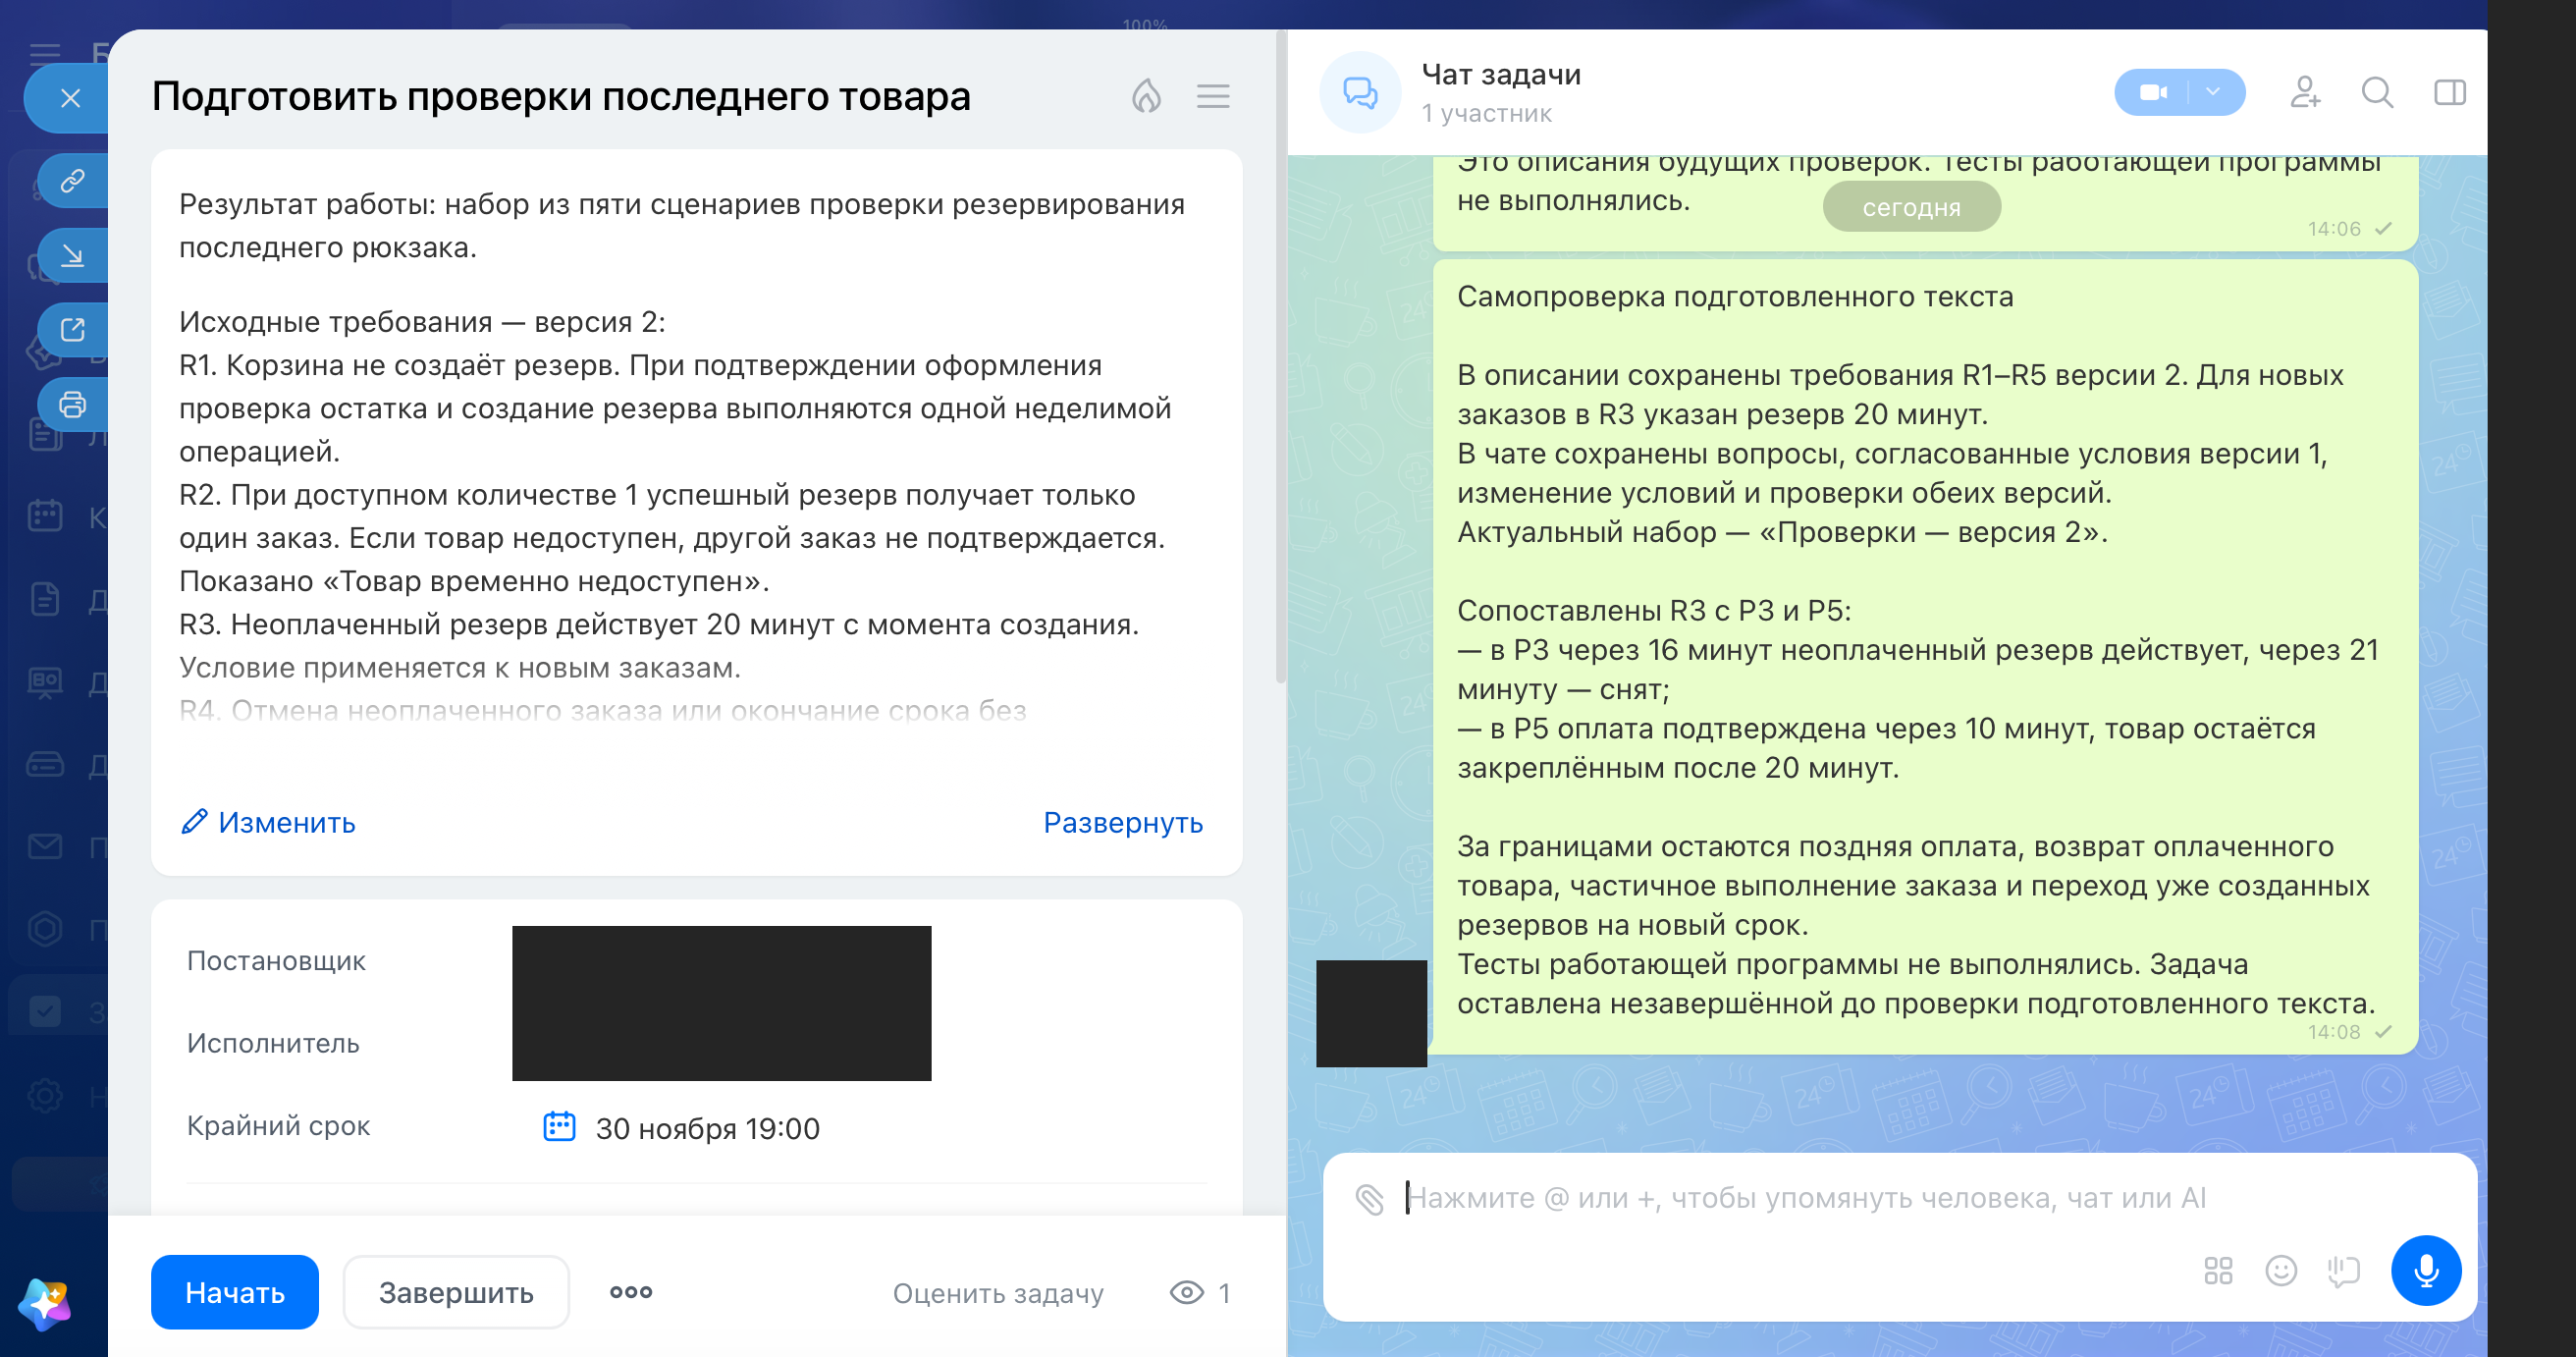 100%
Подготовить проверки последнего товара
Результат работы: набор из пяти сценариев проверки резервирования
последнего рюкзака.
Исходные требования — версия 2:
R1. Корзина не создаёт резерв. При подтверждении оформления
проверка остатка и создание резерва выполняются одной неделимой
операцией.
R2. При доступном количестве 1 успешный резерв получает только
один заказ. Если товар недоступен, другой заказ не подтверждается.
Показано «Товар временно недоступен».
R3. Неоплаченный резерв действует 20 минут с момента создания.
Условие применяется к новым заказам.
R4. Отмена неоплаченного заказа или окончание срока без
Изменить
Развернуть
Постановщик
Исполнитель
Крайний срок
30 ноября 19:00
Начать
Завершить
Оценить задачу
1
Чат задачи
1 участник
Это описания будущих проверок. Тесты работающей программы
не выполнялись.
14:06
сегодня
Самопроверка подготовленного текста
В описании сохранены требования R1–R5 версии 2. Для новых
заказов в R3 указан резерв 20 минут.
В чате сохранены вопросы, согласованные условия версии 1,
изменение условий и проверки обеих версий.
Актуальный набор — «Проверки — версия 2».
Сопоставлены R3 с P3 и P5:
— в P3 через 16 минут неоплаченный резерв действует, через 21
минуту — снят;
— в P5 оплата подтверждена через 10 минут, товар остаётся
закреплённым после 20 минут.
За границами остаются поздняя оплата, возврат оплаченного
товара, частичное выполнение заказа и переход уже созданных
резервов на новый срок.
Тесты работающей программы не выполнялись. Задача
оставлена незавершённой до проверки подготовленного текста.
14:08
Нажмите @ или +, чтобы упомянуть человека, чат или AI